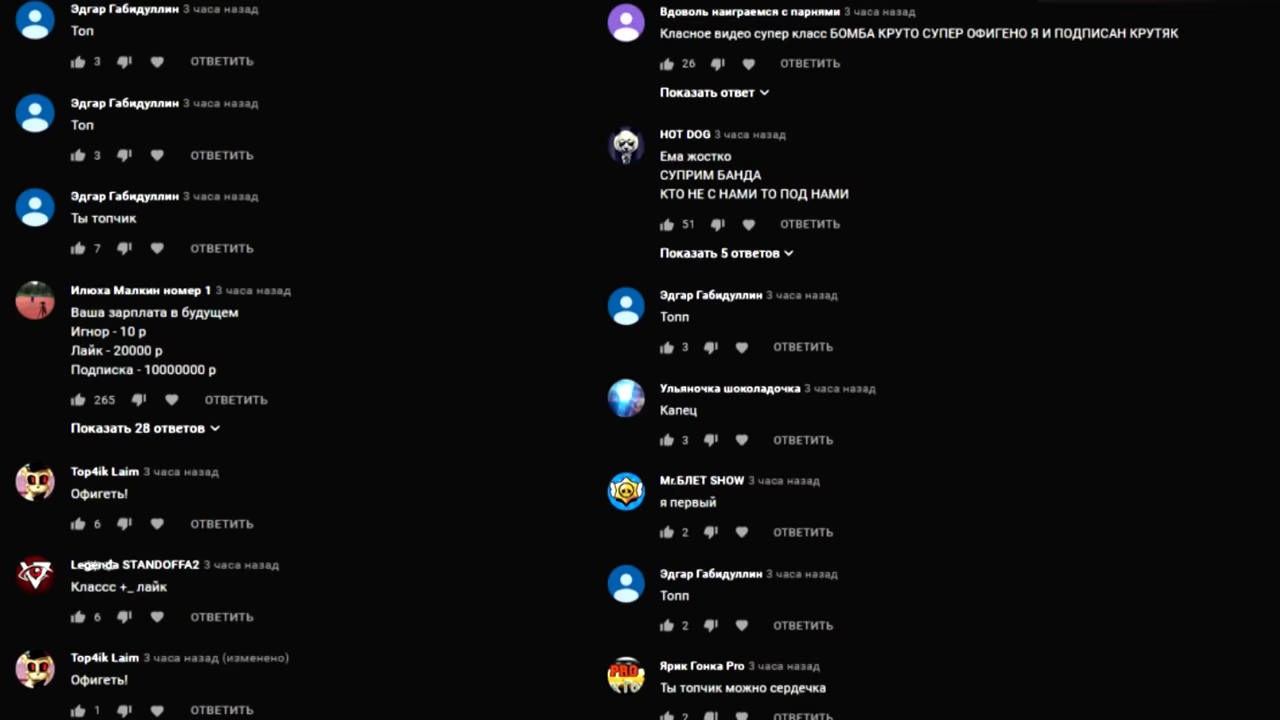 Эдгар Габидуллин 3 часа назад
Топ
3 ОТВЕТИТЬ
Эдгар Габидуллин 3 часа назад
Топ
3 ОТВЕТИТЬ
Эдгар Габидуллин 3 часа назад
Ты топчик
7 ОТВЕТИТЬ
Илюха Малкин номер 1 3 часа назад
Ваша зарплата в будущем
Игнор - 10 р
Лайк - 20000 р
Подписка - 10000000 р
265 ОТВЕТИТЬ
Показать 28 ответов
Top4ik Laim 3 часа назад
Офигеть!
6 ОТВЕТИТЬ
Legenda STANDOFFA2 3 часа назад
Классс +_ лайк
6 ОТВЕТИТЬ
Top4ik Laim 3 часа назад (изменено)
Офигеть!
1 ОТВЕТИТЬ
Вдоволь наиграемся с парнями 3 часа назад
Класное видео супер класс БОМБА КРУТО СУПЕР ОФИГЕНО Я И ПОДПИСАН КРУТЯК
26 ОТВЕТИТЬ
Показать ответ
HOT DOG 3 часа назад
Ема жостко
СУПРИМ БАНДА
КТО НЕ С НАМИ ТО ПОД НАМИ
51 ОТВЕТИТЬ
Показать 5 ответов
Эдгар Габидуллин 3 часа назад
Топп
3 ОТВЕТИТЬ
Ульяночка шоколадочка 3 часа назад
Капец
3 ОТВЕТИТЬ
Mr.БЛЕТ SHOW 3 часа назад
я первый
2 ОТВЕТИТЬ
Эдгар Габидуллин 3 часа назад
Топп
2 ОТВЕТИТЬ
PRO
Ярик Гонка Pro 3 часа назад
Ты топчик можно сердечка
2 ОТВЕТИТЬ